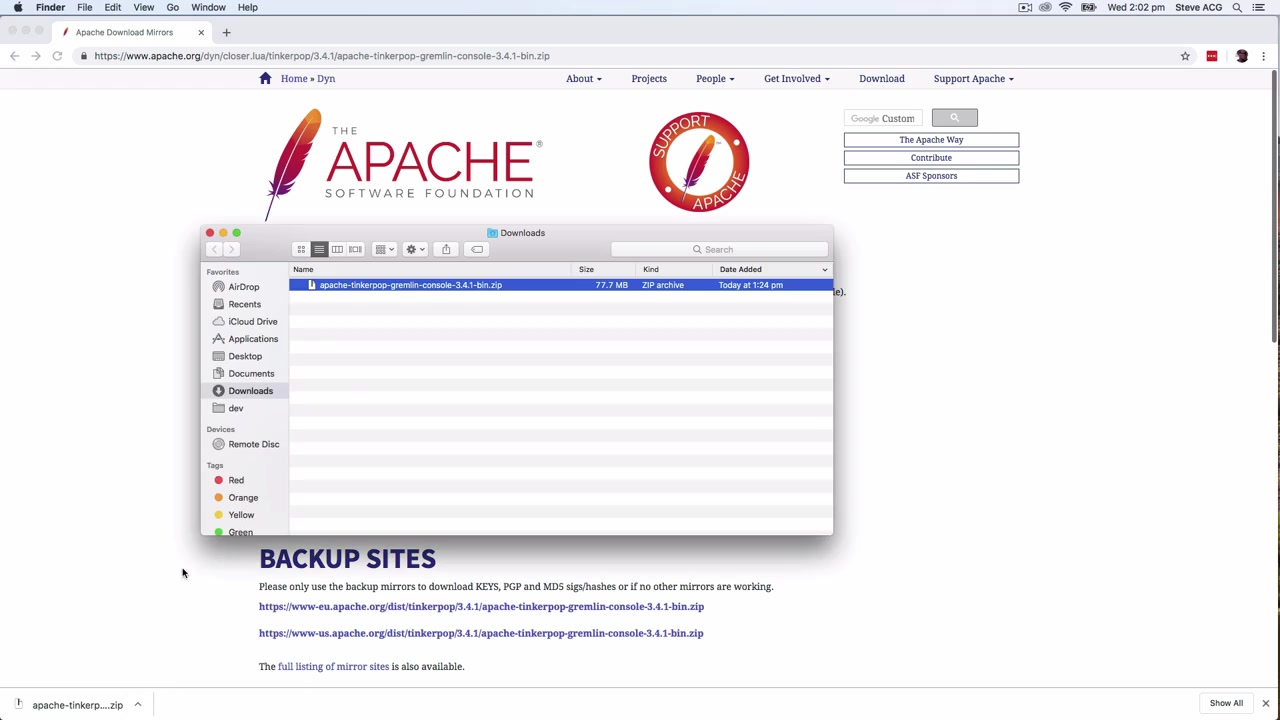 Finder File Edit View Go Window Help Wed 2:02 pm Steve ACG
Apache Download Mirrors
https://www.apache.org/dyn/closer.lua/tinkerpop/3.4.1/apache-tinkerpop-gremlin-console-3.4.1-bin.zip
Home » Dyn About Projects People Get Involved Download Support Apache
THE
APACHE®
SOFTWARE FOUNDATION
SUPPORT
APACHE
Google Custom
The Apache Way
Contribute
ASF Sponsors
Downloads
Search
Favorites
AirDrop
Recents
iCloud Drive
Applications
Desktop
Documents
Downloads
dev
Devices
Remote Disc
Tags
Red
Orange
Yellow
Green
Name Size Kind Date Added
apache-tinkerpop-gremlin-console-3.4.1-bin.zip 77.7 MB ZIP archive Today at 1:24 pm
le).
BACKUP SITES
Please only use the backup mirrors to download KEYS, PGP and MD5 sigs/hashes or if no other mirrors are working.
https://www-eu.apache.org/dist/tinkerpop/3.4.1/apache-tinkerpop-gremlin-console-3.4.1-bin.zip
https://www-us.apache.org/dist/tinkerpop/3.4.1/apache-tinkerpop-gremlin-console-3.4.1-bin.zip
The full listing of mirror sites is also available.
apache-tinkerp....zip Show All